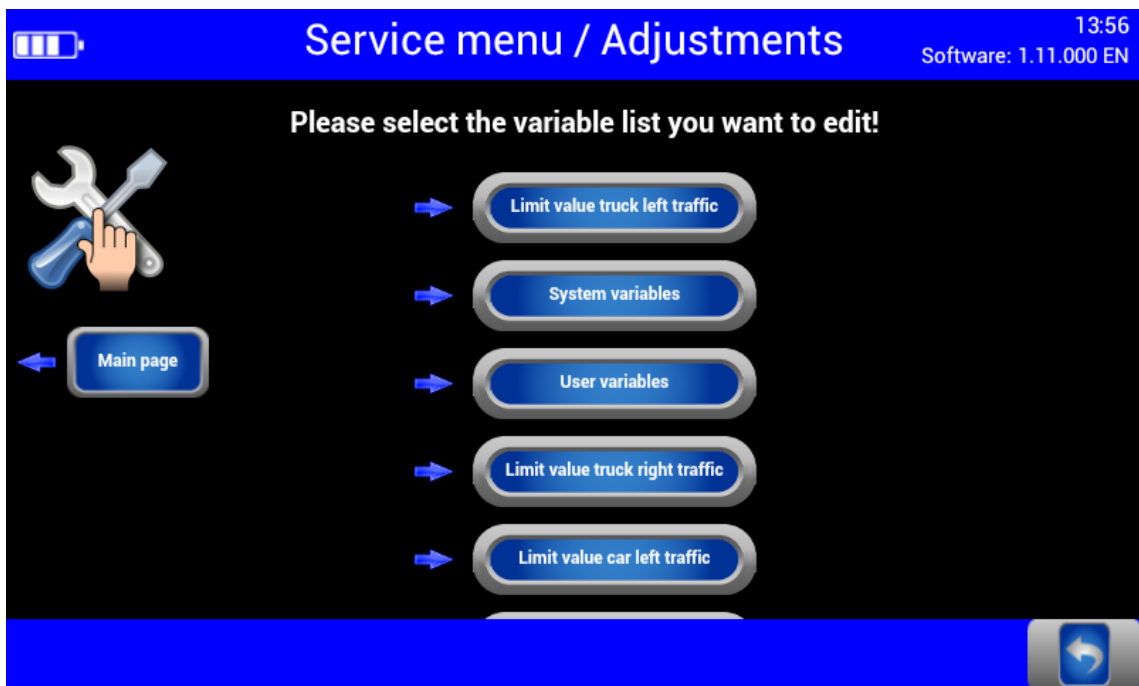 Service menu / Adjustments
13:56
Software: 1.11.000 EN
Please select the variable list you want to edit!
Limit value truck left traffic
System variables
Main page
User variables
Limit value truck right traffic
Limit value car left traffic